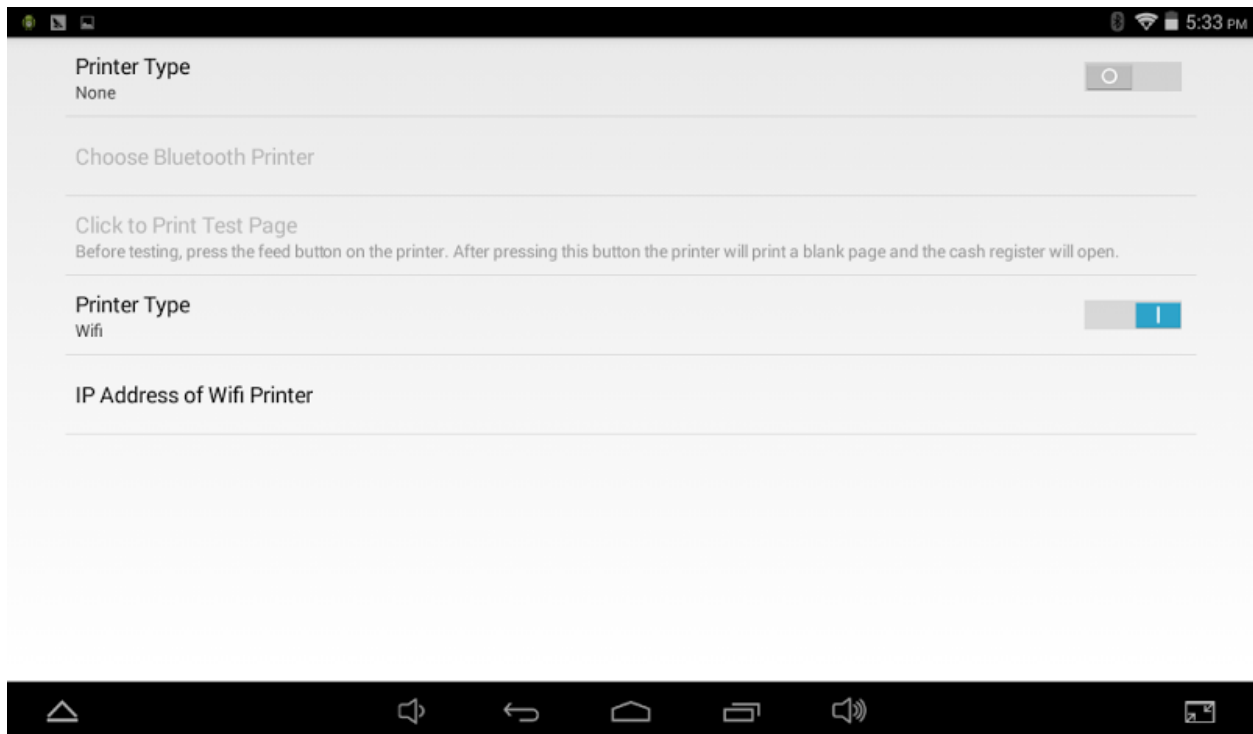 5:33 PM
Printer Type
None
Choose Bluetooth Printer
Click to Print Test Page
Before testing, press the feed button on the printer. After pressing this button the printer will print a blank page and the cash register will open.
Printer Type
Wifi
IP Address of Wifi Printer